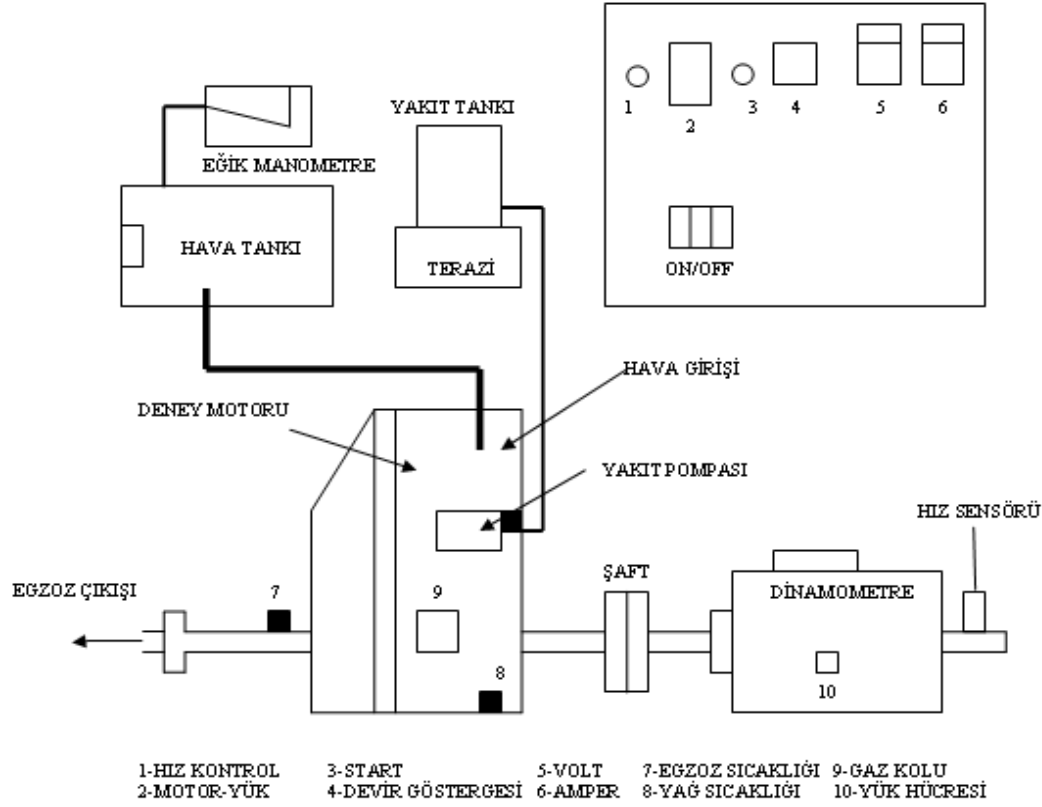 1
2
3
4
5
6
ON/OFF
YAKIT TANKI
EĞİK MANOMETRE
HAVA TANKI
TERAZİ
HAVA GİRİŞİ
DENEY MOTORU
YAKIT POMPASI
HIZ SENSÖRÜ
ŞAFT
EGZOZ ÇIKIŞI
7
9
DİNAMOMETRE
8
10
1-HIZ KONTROL 3-START 5-VOLT 7-EGZOZ SICAKLIĞI 9-GAZ KOLU
2-MOTOR-YÜK 4-DEVİR GÖSTERGESİ 6-AMPER 8-YAĞ SICAKLIĞI 10-YÜK HÜCRESİ